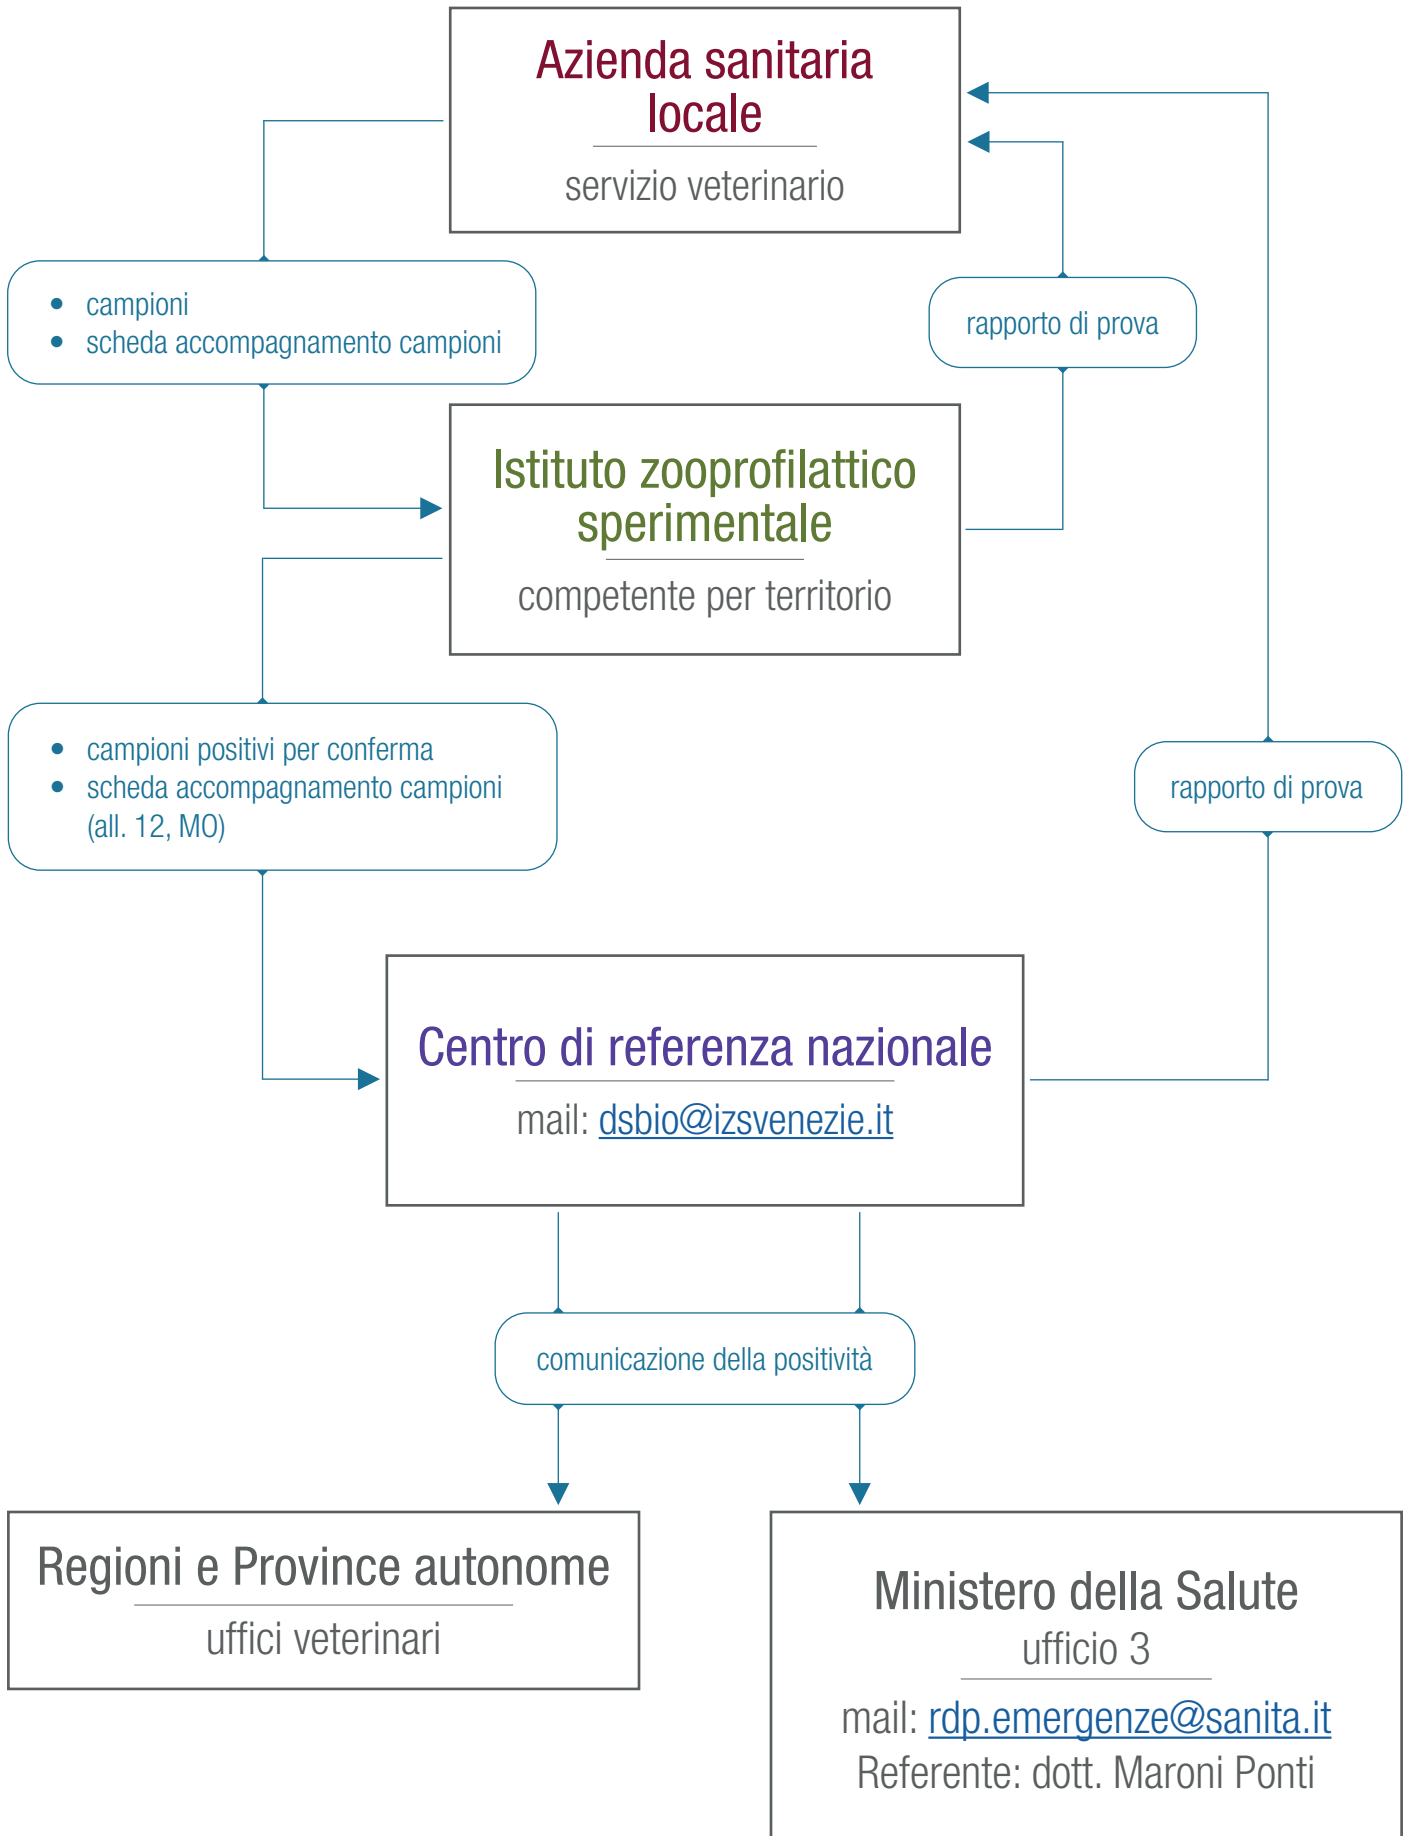 Azienda sanitaria
locale
servizio veterinario
• campioni
• scheda accompagnamento campioni
rapporto di prova
Istituto zooprofilattico
sperimentale
competente per territorio
• campioni positivi per conferma
• scheda accompagnamento campioni
(all. 12, MO)
rapporto di prova
Centro di referenza nazionale
mail: dsbio@izsvenezie.it
comunicazione della positività
Regioni e Province autonome
uffici veterinari
Ministero della Salute
ufficio 3
mail: rdp.emergenze@sanita.it
Referente: dott. Maroni Ponti